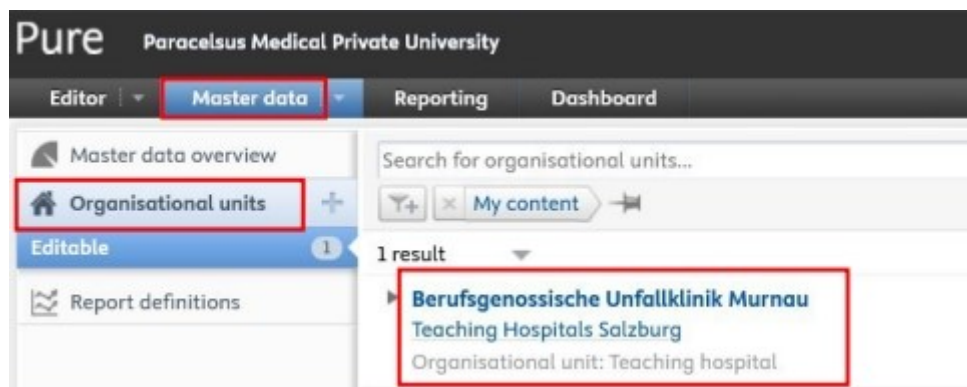 Pure Paracelsus Medical Private University
Editor Master data Reporting Dashboard
Master data overview
Organisational units
Editable 1
Report definitions
Search for organisational units...
My content
1 result
Berufsgenossische Unfallklinik Murnau
Teaching Hospitals Salzburg
Organisational unit: Teaching hospital